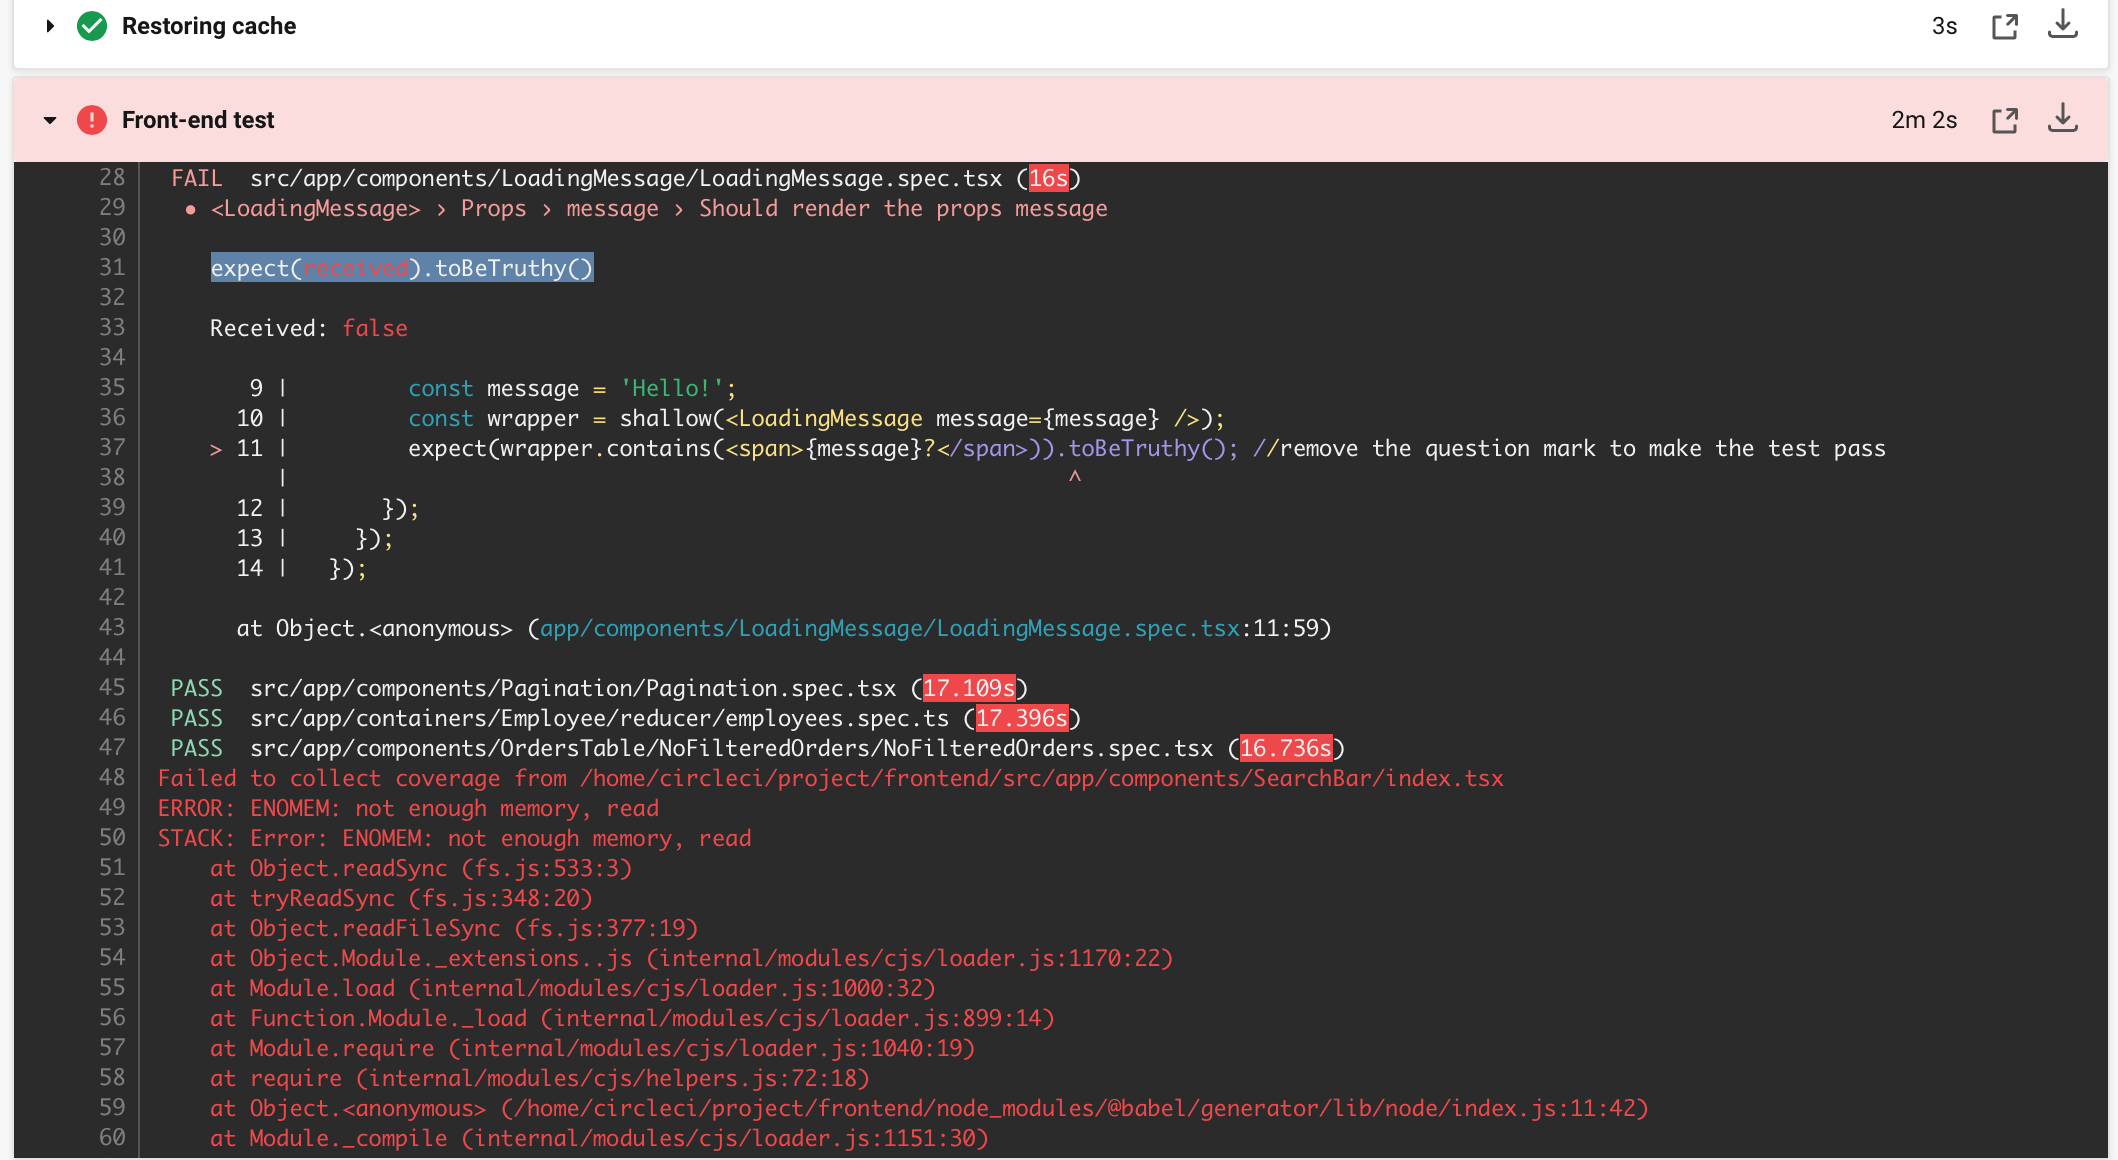 Restoring cache 3s
Front-end test 2m 2s
28 FAIL src/app/components/LoadingMessage/LoadingMessage.spec.tsx (16s)
29 ● <LoadingMessage> › Props › message › Should render the props message
30
31 expect(received).toBeTruthy()
32
33 Received: false
34
35 9 | const message = 'Hello!';
36 10 | const wrapper = shallow(<LoadingMessage message={message} />);
37 > 11 | expect(wrapper.contains(<span>{message}?</span>)).toBeTruthy(); //remove the question mark to make the test pass
38 | ^
39 12 | });
40 13 | });
41 14 | });
42
43 at Object.<anonymous> (app/components/LoadingMessage/LoadingMessage.spec.tsx:11:59)
44
45 PASS src/app/components/Pagination/Pagination.spec.tsx (17.109s)
46 PASS src/app/containers/Employee/reducer/employees.spec.ts (17.396s)
47 PASS src/app/components/OrdersTable/NoFilteredOrders/NoFilteredOrders.spec.tsx (16.736s)
48 Failed to collect coverage from /home/circleci/project/frontend/src/app/components/SearchBar/index.tsx
49 ERROR: ENOMEM: not enough memory, read
50 STACK: Error: ENOMEM: not enough memory, read
51 at Object.readSync (fs.js:533:3)
52 at tryReadSync (fs.js:348:20)
53 at Object.readFileSync (fs.js:377:19)
54 at Object.Module._extensions..js (internal/modules/cjs/loader.js:1170:22)
55 at Module.load (internal/modules/cjs/loader.js:1000:32)
56 at Function.Module._load (internal/modules/cjs/loader.js:899:14)
57 at Module.require (internal/modules/cjs/loader.js:1040:19)
58 at require (internal/modules/cjs/helpers.js:72:18)
59 at Object.<anonymous> (/home/circleci/project/frontend/node_modules/@babel/generator/lib/node/index.js:11:42)
60 at Module._compile (internal/modules/cjs/loader.js:1151:30)